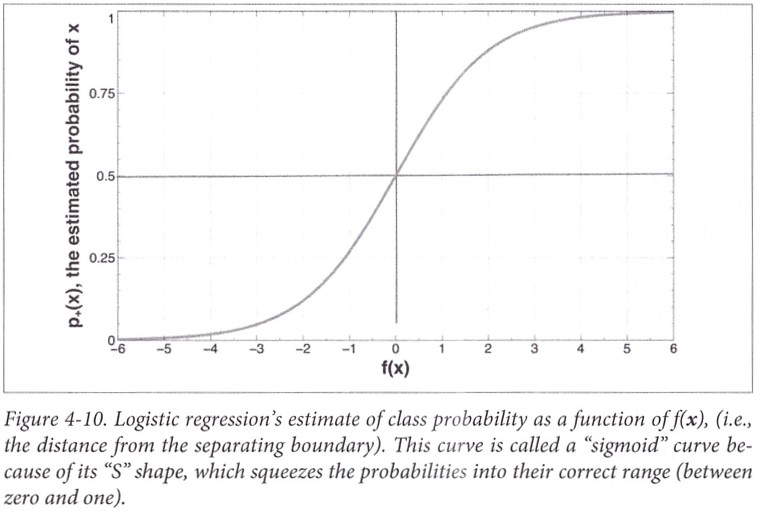 p₊(x), the estimated probability of x
1
0.75
0.5
0.25
0
-6 -5 -4 -3 -2 -1 0 1 2 3 4 5 6
f(x)
Figure 4-10. Logistic regression's estimate of class probability as a function of f(x), (i.e.,
the distance from the separating boundary). This curve is called a “sigmoid” curve be-
cause of its “S” shape, which squeezes the probabilities into their correct range (between
zero and one).